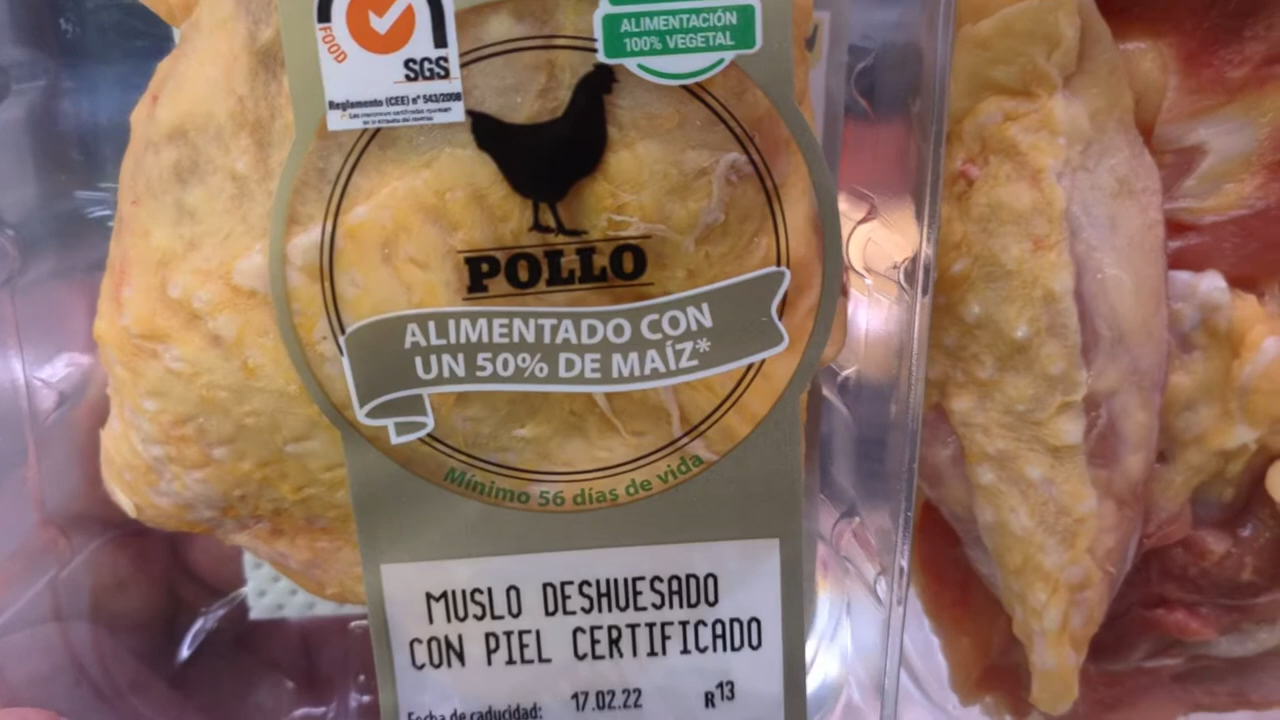 FOOD
SGS
Reglamento (CEE) nº 543/2008
ALIMENTACIÓN
100% VEGETAL
POLLO
ALIMENTADO CON
UN 50% DE MAÍZ*
Mínimo 56 días de vida
MUSLO DESHUESADO
CON PIEL CERTIFICADO
Fecha de caducidad: 17.02.22 R13